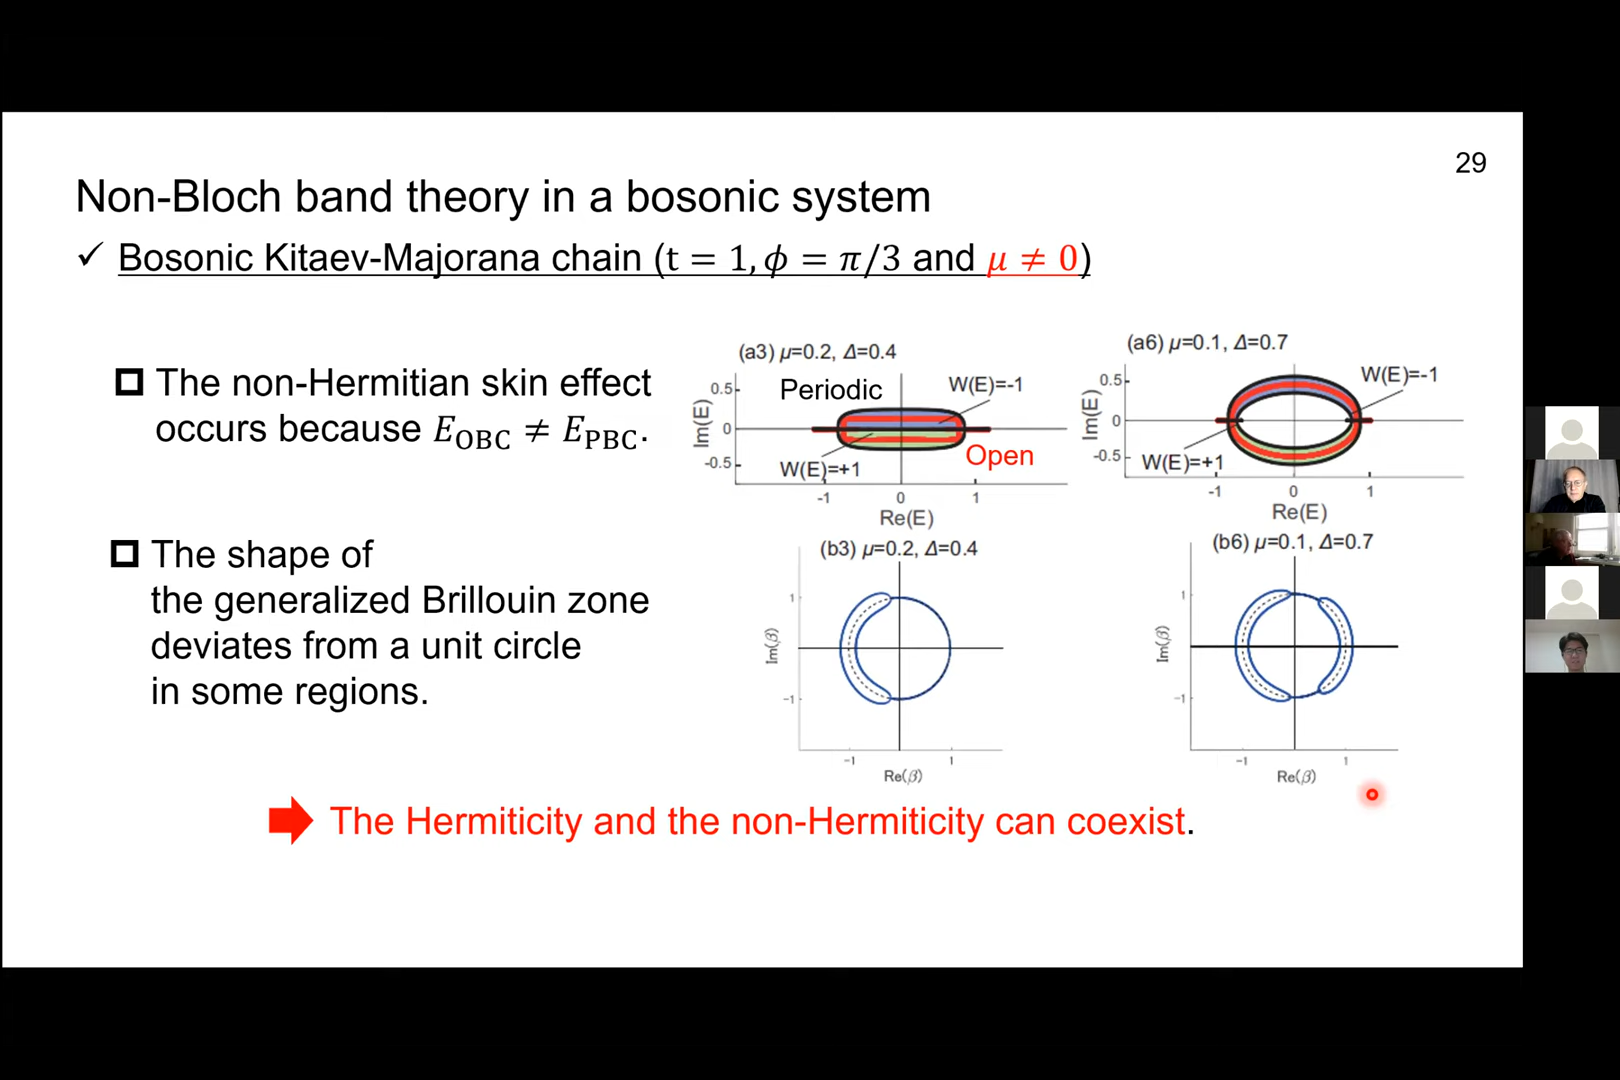 29
Non-Bloch band theory in a bosonic system
✓ Bosonic Kitaev-Majorana chain (t = 1, ϕ = π/3 and μ ≠ 0)
The non-Hermitian skin effect
occurs because E_OBC ≠ E_PBC.
The shape of
the generalized Brillouin zone
deviates from a unit circle
in some regions.
(a3) μ=0.2, Δ=0.4
Periodic
W(E)=-1
W(E)=+1
Open
Im(E)
0.5
0
-0.5
-1
0
1
Re(E)
(a6) μ=0.1, Δ=0.7
W(E)=-1
W(E)=+1
Im(E)
0.5
0
-0.5
-1
0
1
Re(E)
(b3) μ=0.2, Δ=0.4
Im(β)
1
-1
-1
1
Re(β)
(b6) μ=0.1, Δ=0.7
Im(β)
1
-1
-1
1
Re(β)
The Hermiticity and the non-Hermiticity can coexist.